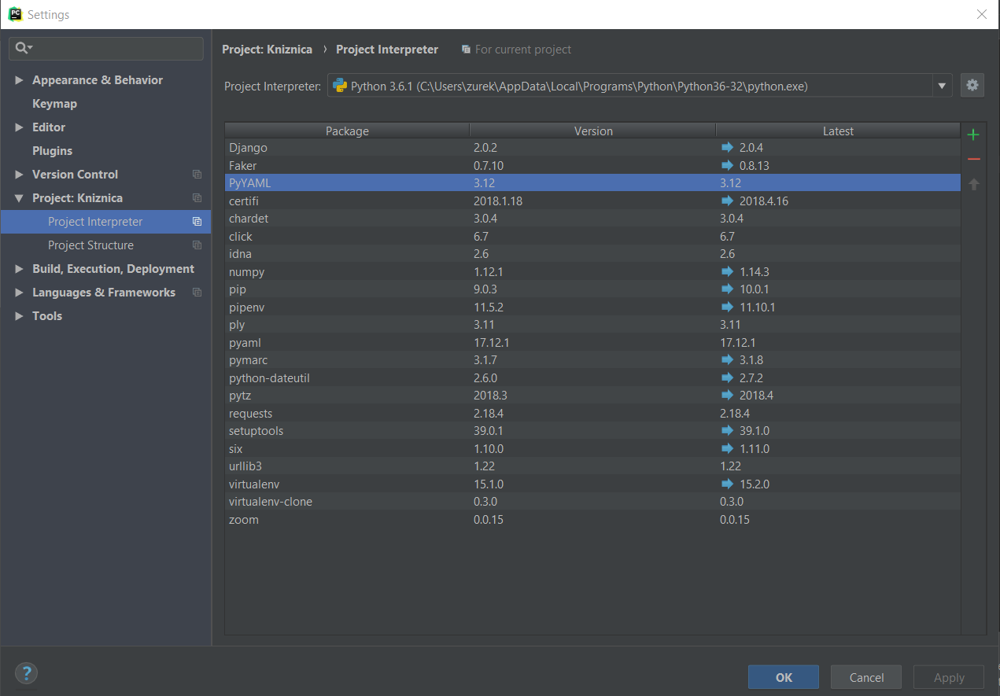 PC Settings
Project: Kniznica › Project Interpreter For current project
Appearance & Behavior
Keymap
Editor
Plugins
Version Control
Project: Kniznica
Project Interpreter
Project Structure
Build, Execution, Deployment
Languages & Frameworks
Tools
Project Interpreter: Python 3.6.1 (C:\Users\zurek\AppData\Local\Programs\Python\Python36-32\python.exe)
Package Version Latest
Django 2.0.2 2.0.4
Faker 0.7.10 0.8.13
PyYAML 3.12 3.12
certifi 2018.1.18 2018.4.16
chardet 3.0.4 3.0.4
click 6.7 6.7
idna 2.6 2.6
numpy 1.12.1 1.14.3
pip 9.0.3 10.0.1
pipenv 11.5.2 11.10.1
ply 3.11 3.11
pyaml 17.12.1 17.12.1
pymarc 3.1.7 3.1.8
python-dateutil 2.6.0 2.7.2
pytz 2018.3 2018.4
requests 2.18.4 2.18.4
setuptools 39.0.1 39.1.0
six 1.10.0 1.11.0
urllib3 1.22 1.22
virtualenv 15.1.0 15.2.0
virtualenv-clone 0.3.0 0.3.0
zoom 0.0.15 0.0.15
? OK Cancel Apply